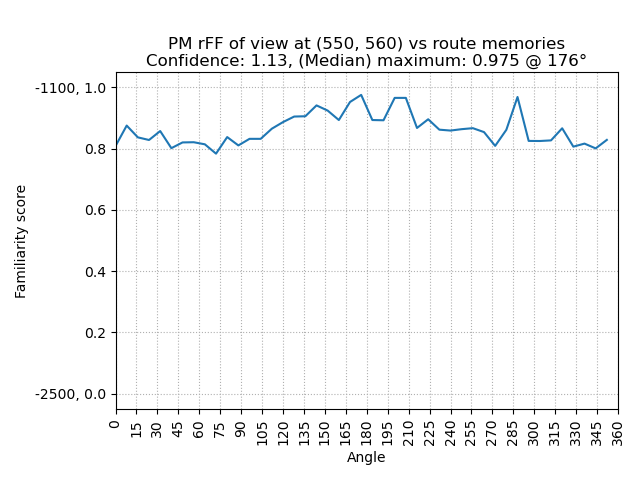 PM rFF of view at (550, 560) vs route memories
Confidence: 1.13, (Median) maximum: 0.975 @ 176°
-1100, 1.0
0.8
0.6
0.4
0.2
-2500, 0.0
Familiarity score
0 15 30 45 60 75 90 105 120 135 150 165 180 195 210 225 240 255 270 285 300 315 330 345 360
Angle